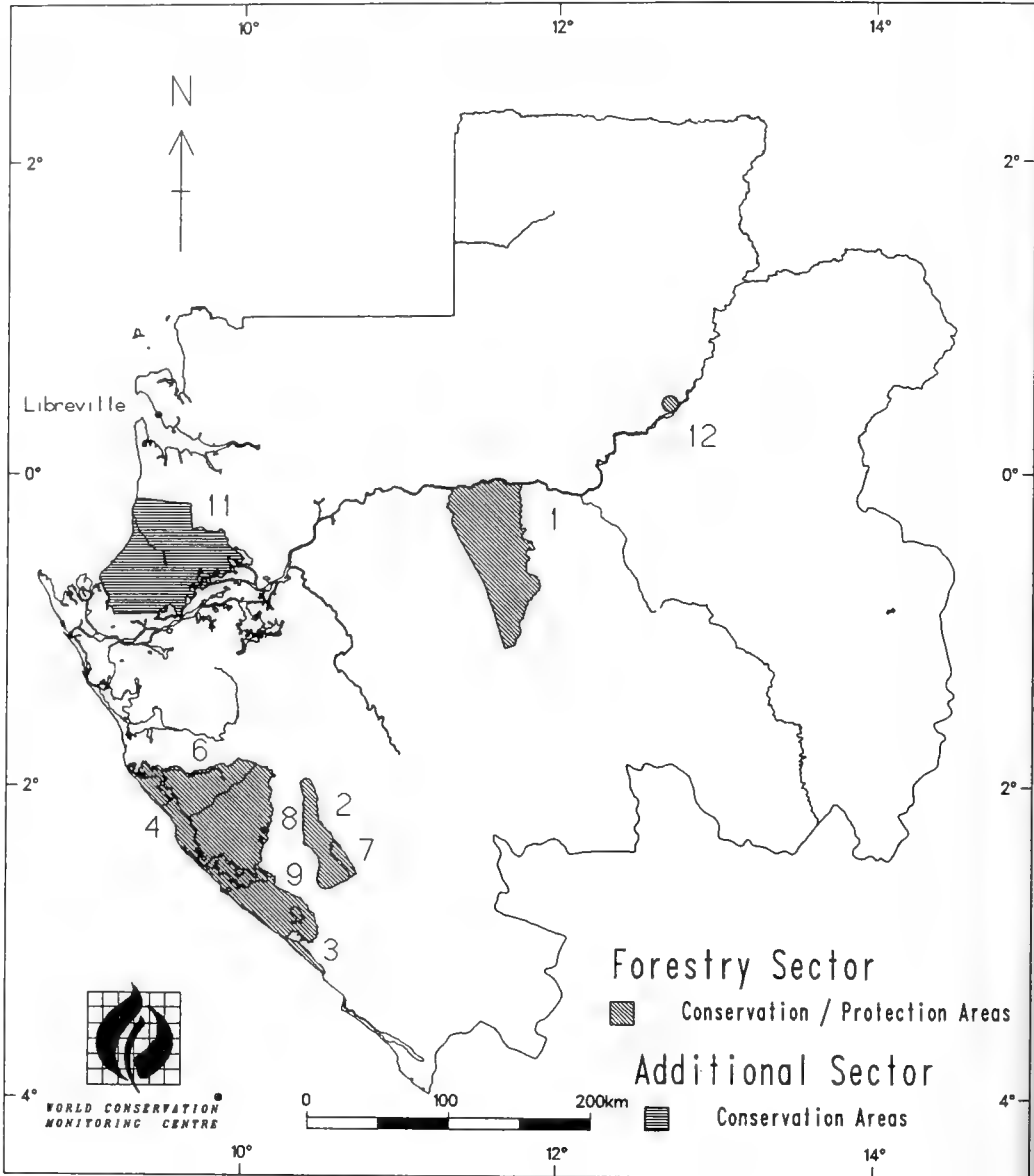 10° 12° 14°
N
2° 2°
Libreville
12
0° 0°
11
1
6
2° 2°
8 2
4
7
9
3
Forestry Sector
Conservation / Protection Areas
Additional Sector
Conservation Areas
4° 4°
WORLD CONSERVATION
MONITORING CENTRE
0 100 200km
10° 12° 14°